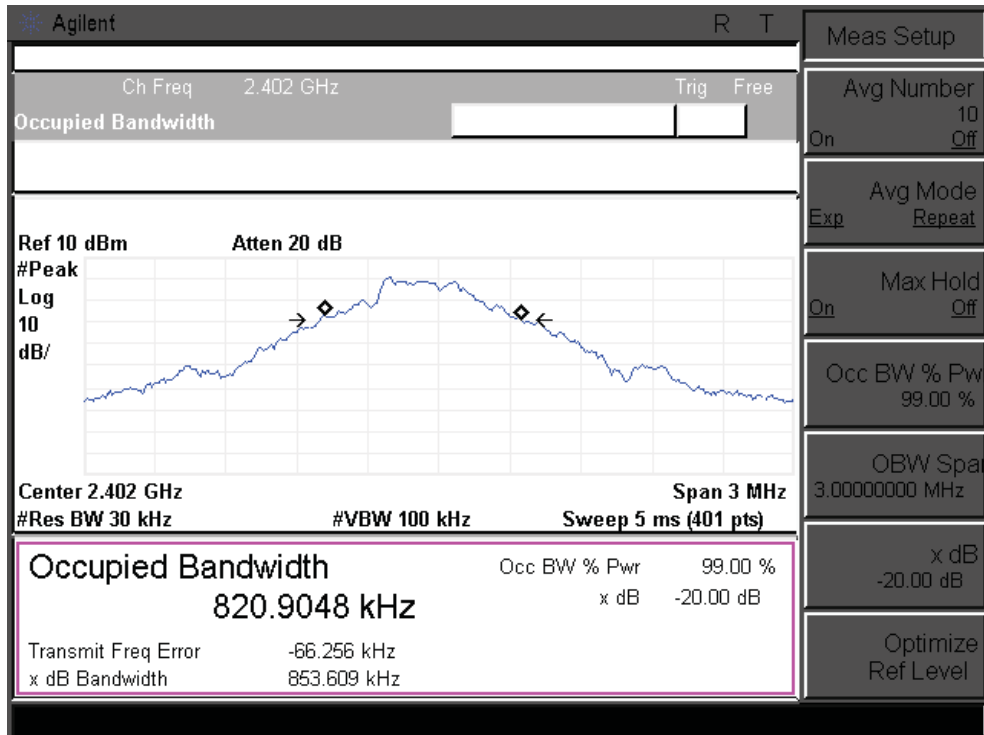 Agilent R T
Ch Freq 2.402 GHz Trig Free
Occupied Bandwidth
Ref 10 dBm Atten 20 dB
#Peak
Log
10
dB/
Center 2.402 GHz Span 3 MHz
#Res BW 30 kHz #VBW 100 kHz Sweep 5 ms (401 pts)
Occupied Bandwidth
820.9048 kHz
Occ BW % Pwr 99.00 %
x dB -20.00 dB
Transmit Freq Error -66.256 kHz
x dB Bandwidth 853.609 kHz
Meas Setup
Avg Number
10
On Off
Avg Mode
Exp Repeat
Max Hold
On Off
Occ BW % Pw
99.00 %
OBW Spa
3.00000000 MHz
x dB
-20.00 dB
Optimize
Ref Level